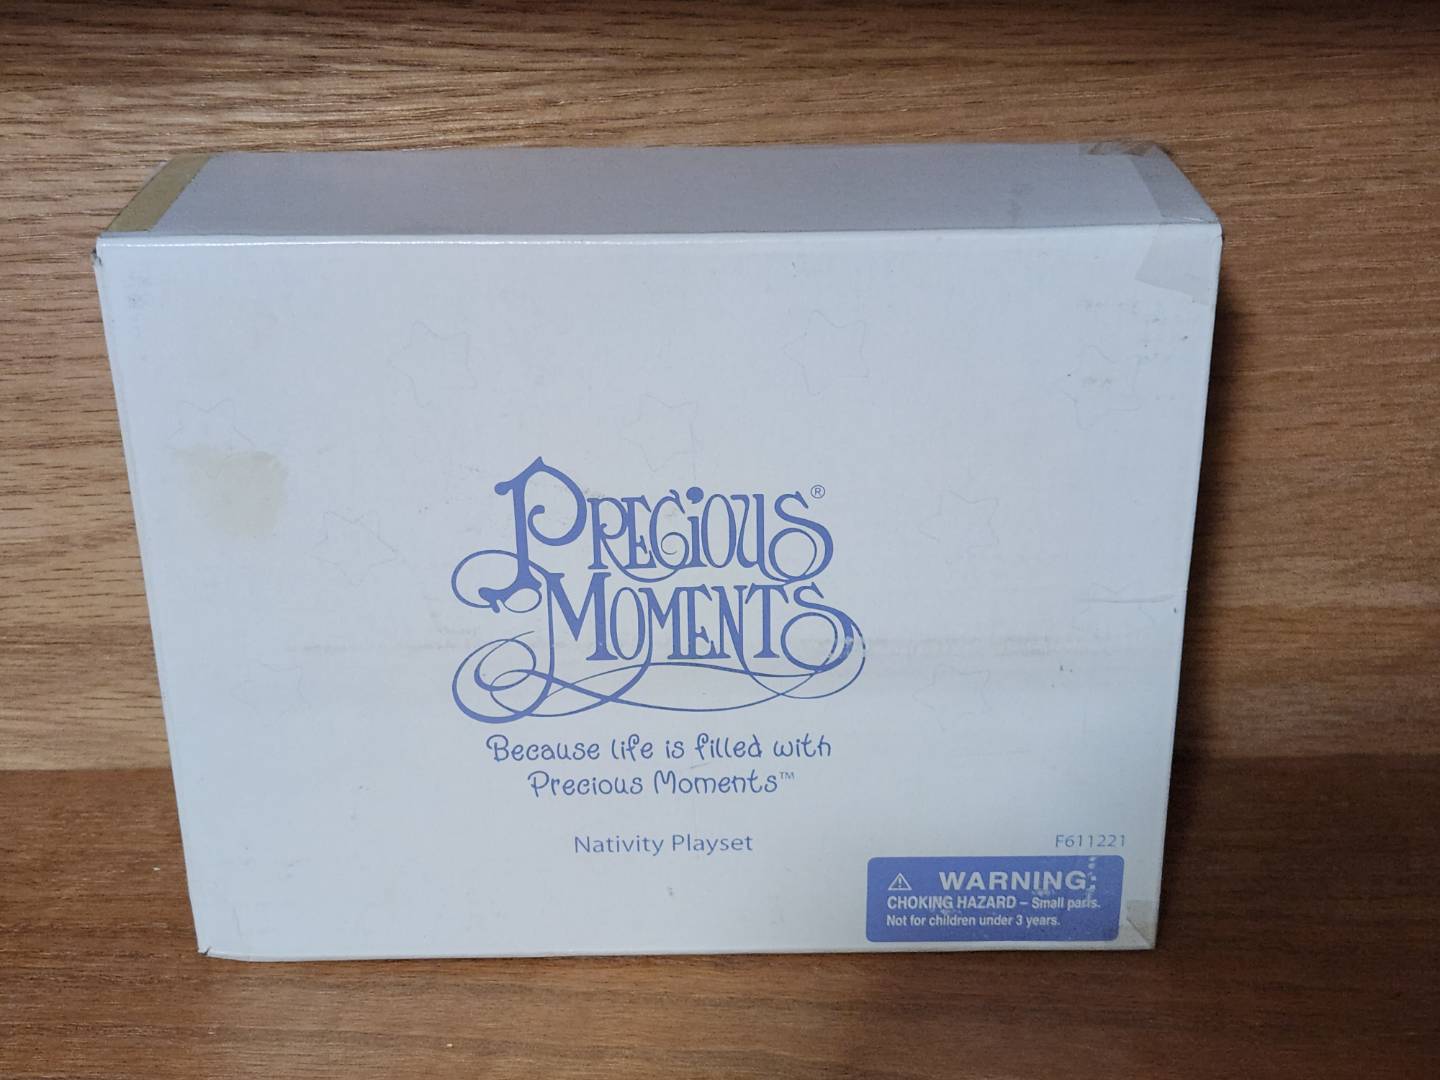 PRECIOUS®
MOMENTS
Because life is filled with
Precious Moments™
Nativity Playset
F611221
⚠ WARNING:
CHOKING HAZARD – Small parts.
Not for children under 3 years.